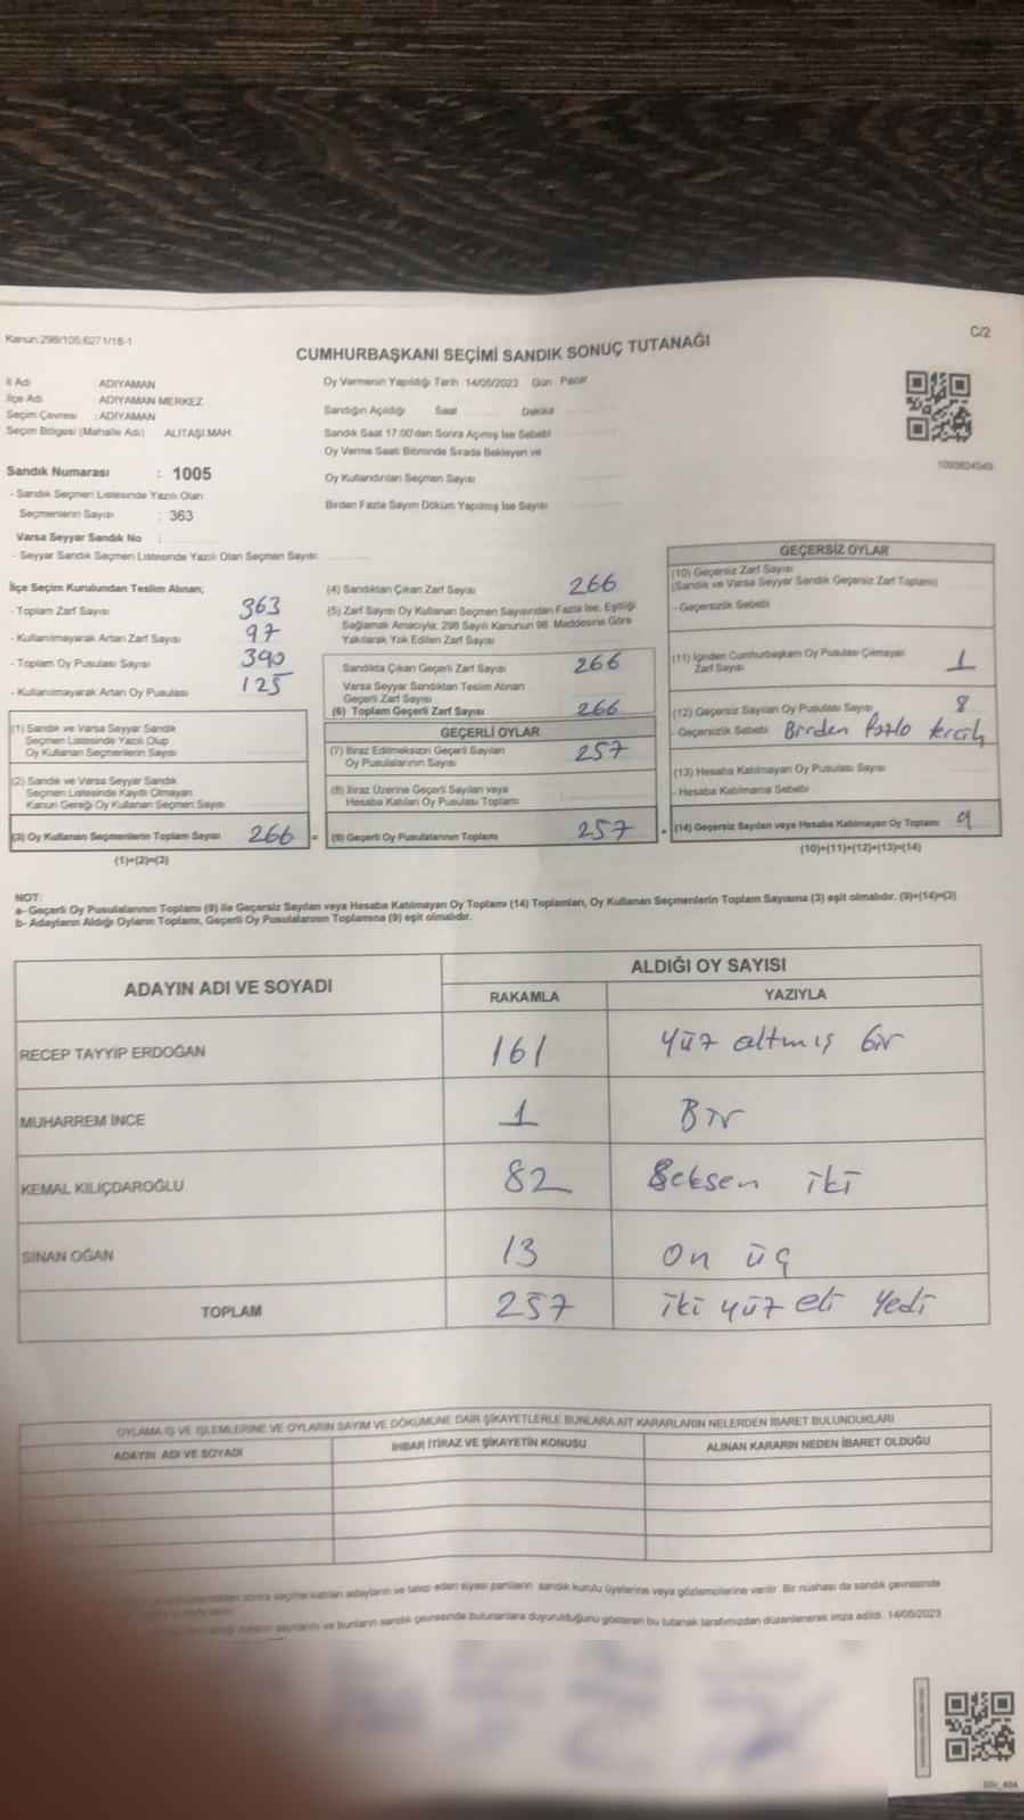 C/2
CUMHURBAŞKANI SEÇİMİ SANDIK SONUÇ TUTANAĞI
İl Adı ADIYAMAN
İlçe Adı ADIYAMAN MERKEZ
Seçim Çevresi : ADIYAMAN
Seçim Bölgesi (Mahalle Adı) ALİTAŞI MAH.
Sandık Numarası : 1005
- Sandık Seçmen Listesinde Yazılı Olan
Seçmenlerin Sayısı : 363
Varsa Seyyar Sandık No :
- Seyyar Sandık Seçmen Listesinde Yazılı Olan Seçmen Sayısı:
Oy Vermenin Yapıldığı Tarih : 14/05/2023 Gün : Pazar
Sandığın Açıldığı Saat Dakika
Sandık Saat 17:00'den Sonra Açılmış İse Sebebi
Oy Verme Saati Bitiminde Sırada Bekleyen ve
Oy Kullandırılan Seçmen Sayısı
Birden Fazla Sayım Döküm Yapılmış İse Sayısı
İlçe Seçim Kurulundan Teslim Alınan;
- Toplam Zarf Sayısı 363
- Kullanılmayarak Artan Zarf Sayısı 97
- Toplam Oy Pusulası Sayısı 390
- Kullanılmayarak Artan Oy Pusulası 125
(1) Sandık ve Varsa Seyyar Sandık
Seçmen Listesinde Yazılı Olup
Oy Kullanan Seçmenlerin Sayısı
(2) Sandık ve Varsa Seyyar Sandık
Seçmen Listesinde Kayıtlı Olmayan
Kanun Gereği Oy Kullanan Seçmen Sayısı
(3) Oy Kullanan Seçmenlerin Toplam Sayısı 266 =
(1)+(2)=(3)
(4) Sandıktan Çıkan Zarf Sayısı 266
(5) Zarf Sayısı Oy Kullanan Seçmen Sayısından Fazla İse, Eşitliği
Sağlamak Amacıyla; 298 Sayılı Kanunun 98. Maddesine Göre
Yakılarak Yok Edilen Zarf Sayısı
Sandıkta Çıkan Geçerli Zarf Sayısı 266
Varsa Seyyar Sandıktan Teslim Alınan
Geçerli Zarf Sayısı
(6) Toplam Geçerli Zarf Sayısı 266
GEÇERLİ OYLAR
(7) İtiraz Edilmeksizin Geçerli Sayılan
Oy Pusulalarının Sayısı 257
(8) İtiraz Üzerine Geçerli Sayılan veya
Hesaba Katılan Oy Pusulası Toplamı
(9) Geçerli Oy Pusulalarının Toplamı 257 +
GEÇERSİZ OYLAR
(10) Geçersiz Zarf Sayısı
(Sandık ve Varsa Seyyar Sandık Geçersiz Zarf Toplamı)
- Geçersizlik Sebebi
(11) İçinden Cumhurbaşkanı Oy Pusulası Çıkmayan
Zarf Sayısı 1
(12) Geçersiz Sayılan Oy Pusulası Sayısı 8
- Geçersizlik Sebebi Birden fazla tercih
(13) Hesaba Katılmayan Oy Pusulası Sayısı
- Hesaba Katılmama Sebebi
(14) Geçersiz Sayılan veya Hesaba Katılmayan Oy Toplamı 9
(10)+(11)+(12)+(13)=(14)
NOT:
a- Geçerli Oy Pusulalarının Toplamı (9) ile Geçersiz Sayılan veya Hesaba Katılmayan Oy Toplamı (14) Toplamları, Oy Kullanan Seçmenlerin Toplam Sayısına (3) eşit olmalıdır. (9)+(14)=(3)
b- Adayların Aldığı Oyların Toplamı, Geçerli Oy Pusulalarının Toplamına (9) eşit olmalıdır.
ADAYIN ADI VE SOYADI ALDIĞI OY SAYISI
RAKAMLA YAZIYLA
RECEP TAYYİP ERDOĞAN 161 yüz altmış bir
MUHARREM İNCE 1 Bir
KEMAL KILIÇDAROĞLU 82 Seksen iki
SİNAN OĞAN 13 On üç
TOPLAM 257 iki yüz eli yedi
OYLAMA İŞ VE İŞLEMLERİNE VE OYLARIN SAYIM VE DÖKÜMÜNE DAİR ŞİKAYETLERLE BUNLARA AİT KARARLARIN NELERDEN İBARET BULUNDUKLARI
ADAYIN ADI VE SOYADI İHBAR İTİRAZ VE ŞİKAYETİN KONUSU ALINAN KARARIN NEDEN İBARET OLDUĞU
sonra seçime katılan adayların ve talep eden siyasi partilerin sandık kurulu üyelerine veya gözlemcilerine verilir. Bir nüshası da sandık çevresinde
ve bunların sandık çevresinde bulunanlara duyurulduğunu gösteren bu tutanak tarafımızdan düzenlenerek imza edildi. 14/05/2023